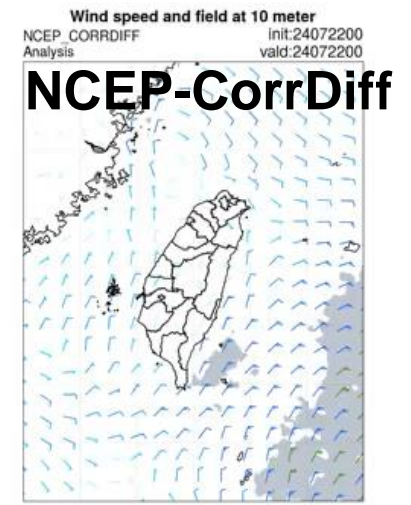 Wind speed and field at 10 meter
NCEP_CORRDIFF init:24072200
Analysis vald:24072200
NCEP-CorrDiff